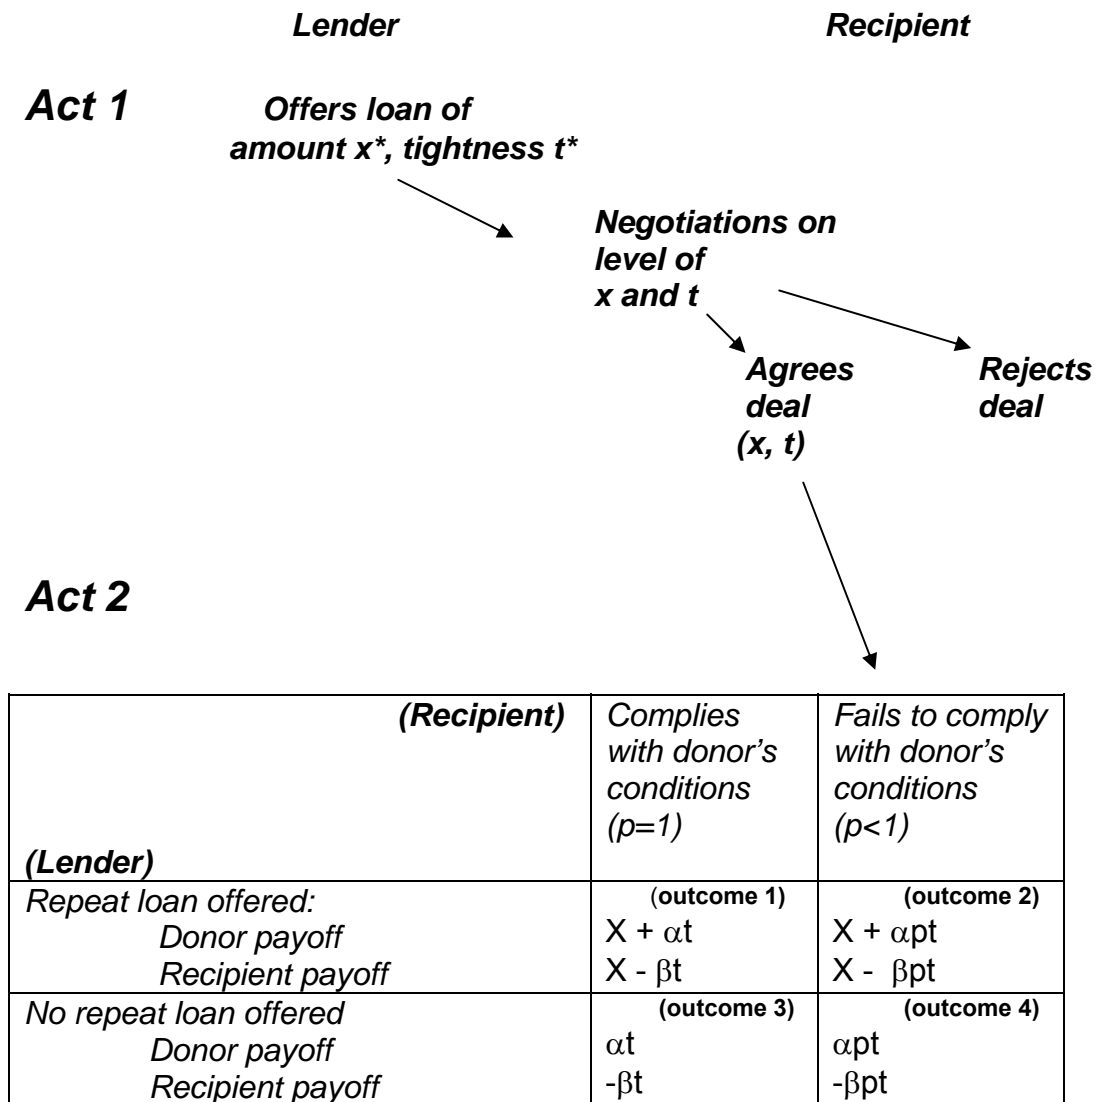 Lender Recipient
Act 1
Offers loan of
amount x*, tightness t*
Negotiations on
level of
x and t
Agrees
deal
(x, t)
Rejects
deal
Act 2
(Recipient)
(Lender)
Complies
with donor's
conditions
(p=1)
Fails to comply
with donor's
conditions
(p<1)
Repeat loan offered:
Donor payoff
Recipient payoff
(outcome 1)
X + αt
X - βt
(outcome 2)
X + αpt
X - βpt
No repeat loan offered
Donor payoff
Recipient payoff
(outcome 3)
αt
-βt
(outcome 4)
αpt
-βpt